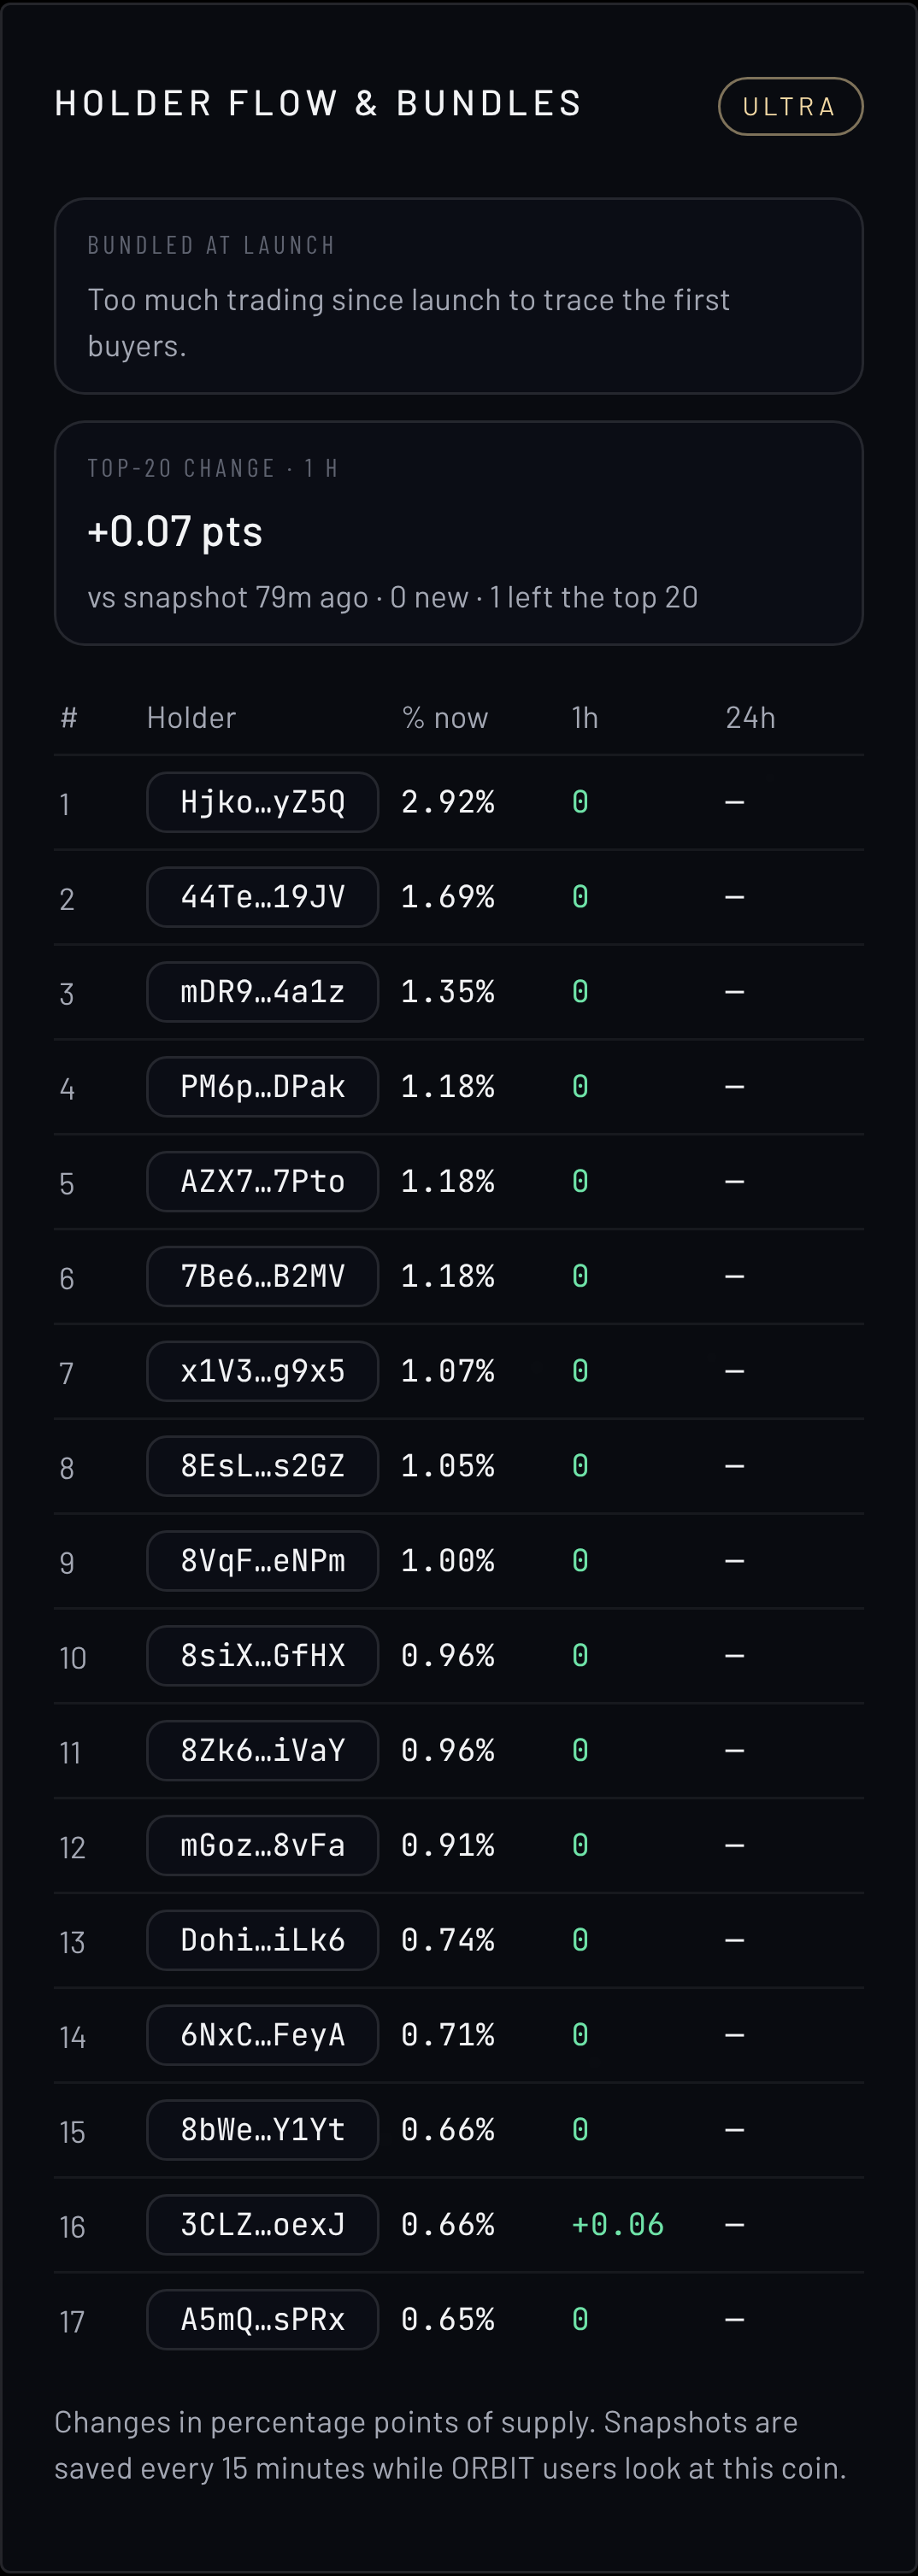 HOLDER FLOW & BUNDLES ULTRA
BUNDLED AT LAUNCH
Too much trading since launch to trace the first
buyers.
TOP-20 CHANGE · 1 H
+0.07 pts
vs snapshot 79m ago · 0 new · 1 left the top 20
# Holder % now 1h 24h
1 Hjko…yZ5Q 2.92% 0 —
2 44Te…19JV 1.69% 0 —
3 mDR9…4a1z 1.35% 0 —
4 PM6p…DPak 1.18% 0 —
5 AZX7…7Pto 1.18% 0 —
6 7Be6…B2MV 1.18% 0 —
7 x1V3…g9x5 1.07% 0 —
8 8EsL…s2GZ 1.05% 0 —
9 8VqF…eNPm 1.00% 0 —
10 8siX…GfHX 0.96% 0 —
11 8Zk6…iVaY 0.96% 0 —
12 mGoz…8vFa 0.91% 0 —
13 Dohi…iLk6 0.74% 0 —
14 6NxC…FeyA 0.71% 0 —
15 8bWe…Y1Yt 0.66% 0 —
16 3CLZ…oexJ 0.66% +0.06 —
17 A5mQ…sPRx 0.65% 0 —
Changes in percentage points of supply. Snapshots are
saved every 15 minutes while ORBIT users look at this coin.